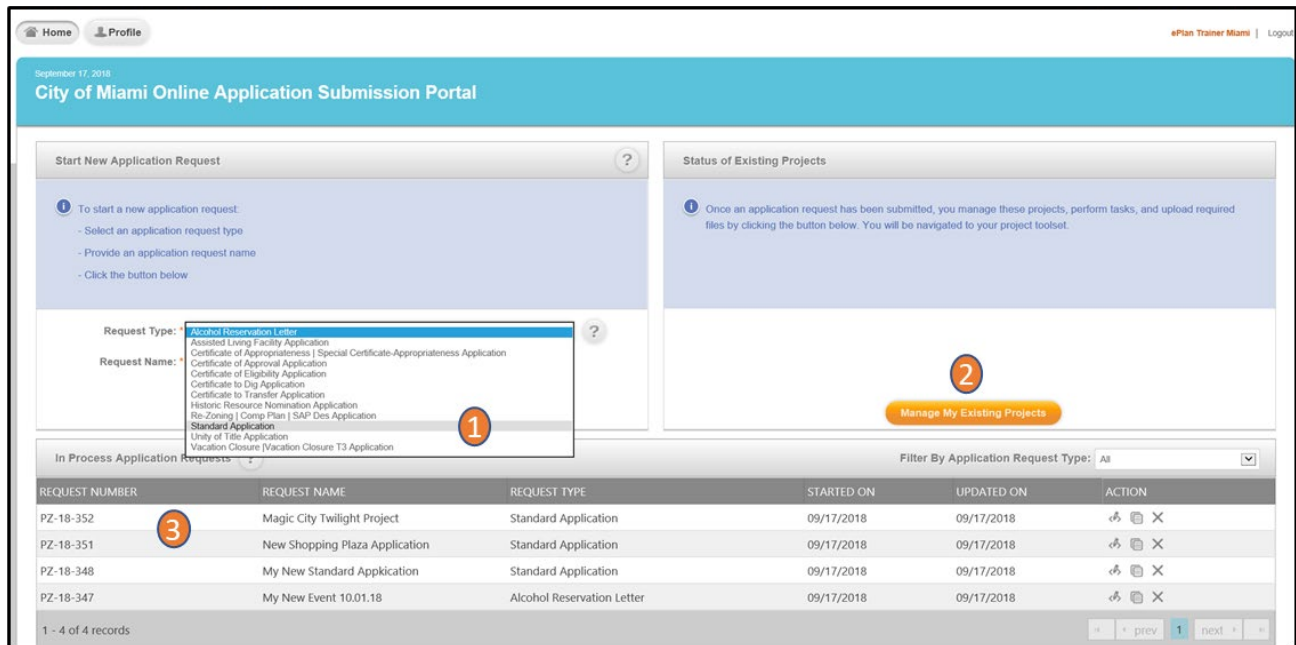 Home Profile ePlan Trainer Miami | Logout
September 17, 2018
City of Miami Online Application Submission Portal
Start New Application Request ?
To start a new application request:
- Select an application request type
- Provide an application request name
- Click the button below
Request Type: *
Request Name: *
Alcohol Reservation Letter
Assisted Living Facility Application
Certificate of Appropriateness | Special Certificate-Appropriateness Application
Certificate of Approval Application
Certificate of Eligibility Application
Certificate to Dig Application
Certificate to Transfer Application
Historic Resource Nomination Application
Re-Zoning | Comp Plan | SAP Des Application
Standard Application
Unity of Title Application
Vacation Closure |Vacation Closure T3 Application
?
1
Status of Existing Projects
Once an application request has been submitted, you manage these projects, perform tasks, and upload required
files by clicking the button below. You will be navigated to your project toolset.
2
Manage My Existing Projects
In Process Application Requests ? Filter By Application Request Type: All
REQUEST NUMBER REQUEST NAME REQUEST TYPE STARTED ON UPDATED ON ACTION
PZ-18-352 Magic City Twilight Project Standard Application 09/17/2018 09/17/2018
3
PZ-18-351 New Shopping Plaza Application Standard Application 09/17/2018 09/17/2018
PZ-18-348 My New Standard Appkication Standard Application 09/17/2018 09/17/2018
PZ-18-347 My New Event 10.01.18 Alcohol Reservation Letter 09/17/2018 09/17/2018
1 - 4 of 4 records prev 1 next